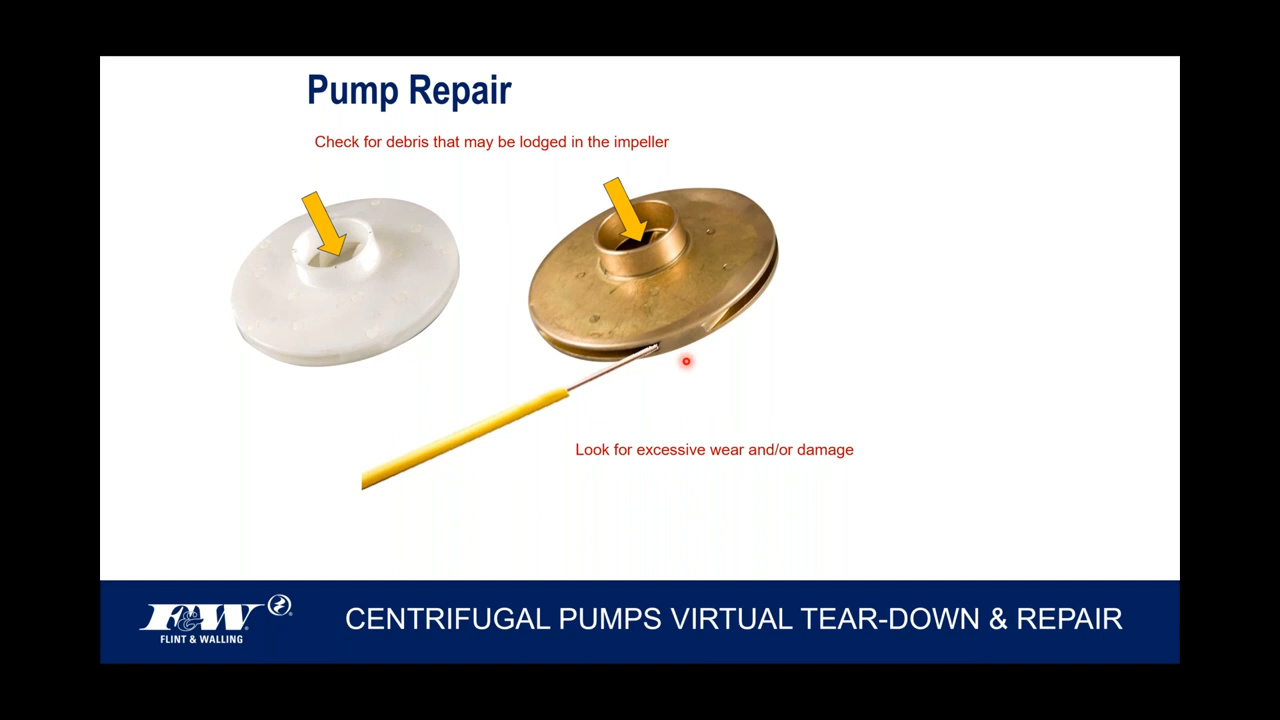 Pump Repair
Check for debris that may be lodged in the impeller
Look for excessive wear and/or damage
F&W
FLINT & WALLING
CENTRIFUGAL PUMPS VIRTUAL TEAR-DOWN & REPAIR